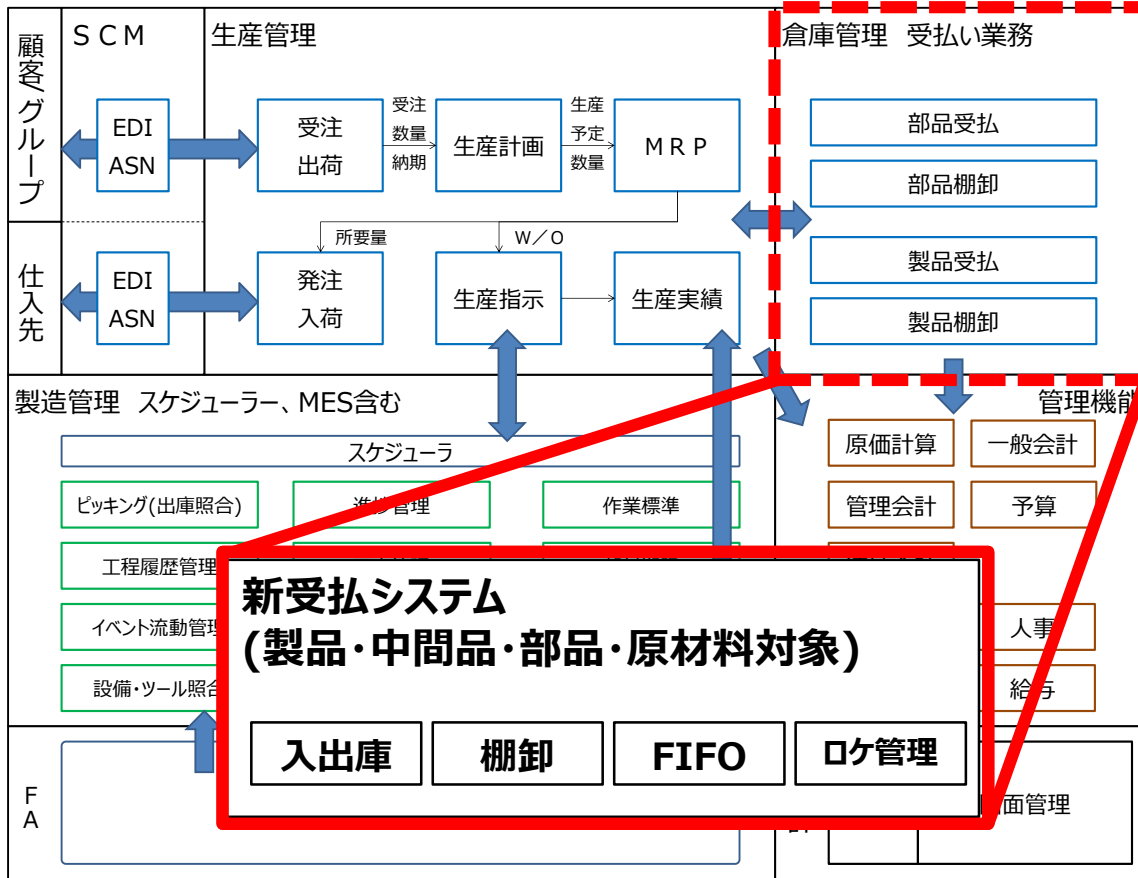 顧客/グループ
ＳＣＭ
生産管理
倉庫管理 受払い業務
EDI
ASN
受注
出荷
受注
数量
納期
生産計画
生産
予定
数量
ＭＲＰ
部品受払
部品棚卸
製品受払
製品棚卸
仕入先
EDI
ASN
所要量
発注
入荷
W／O
生産指示
生産実績
製造管理 スケジューラー、MES含む
管理機能
スケジューラ
ピッキング(出庫照合)
進捗管理
作業標準
工程履歴管理
イベント流動管理
設備・ツール照合
原価計算
一般会計
管理会計
予算
人事
給与
新受払システム
(製品・中間品・部品・原材料対象)
入出庫
棚卸
FIFO
ロケ管理
FA
面管理